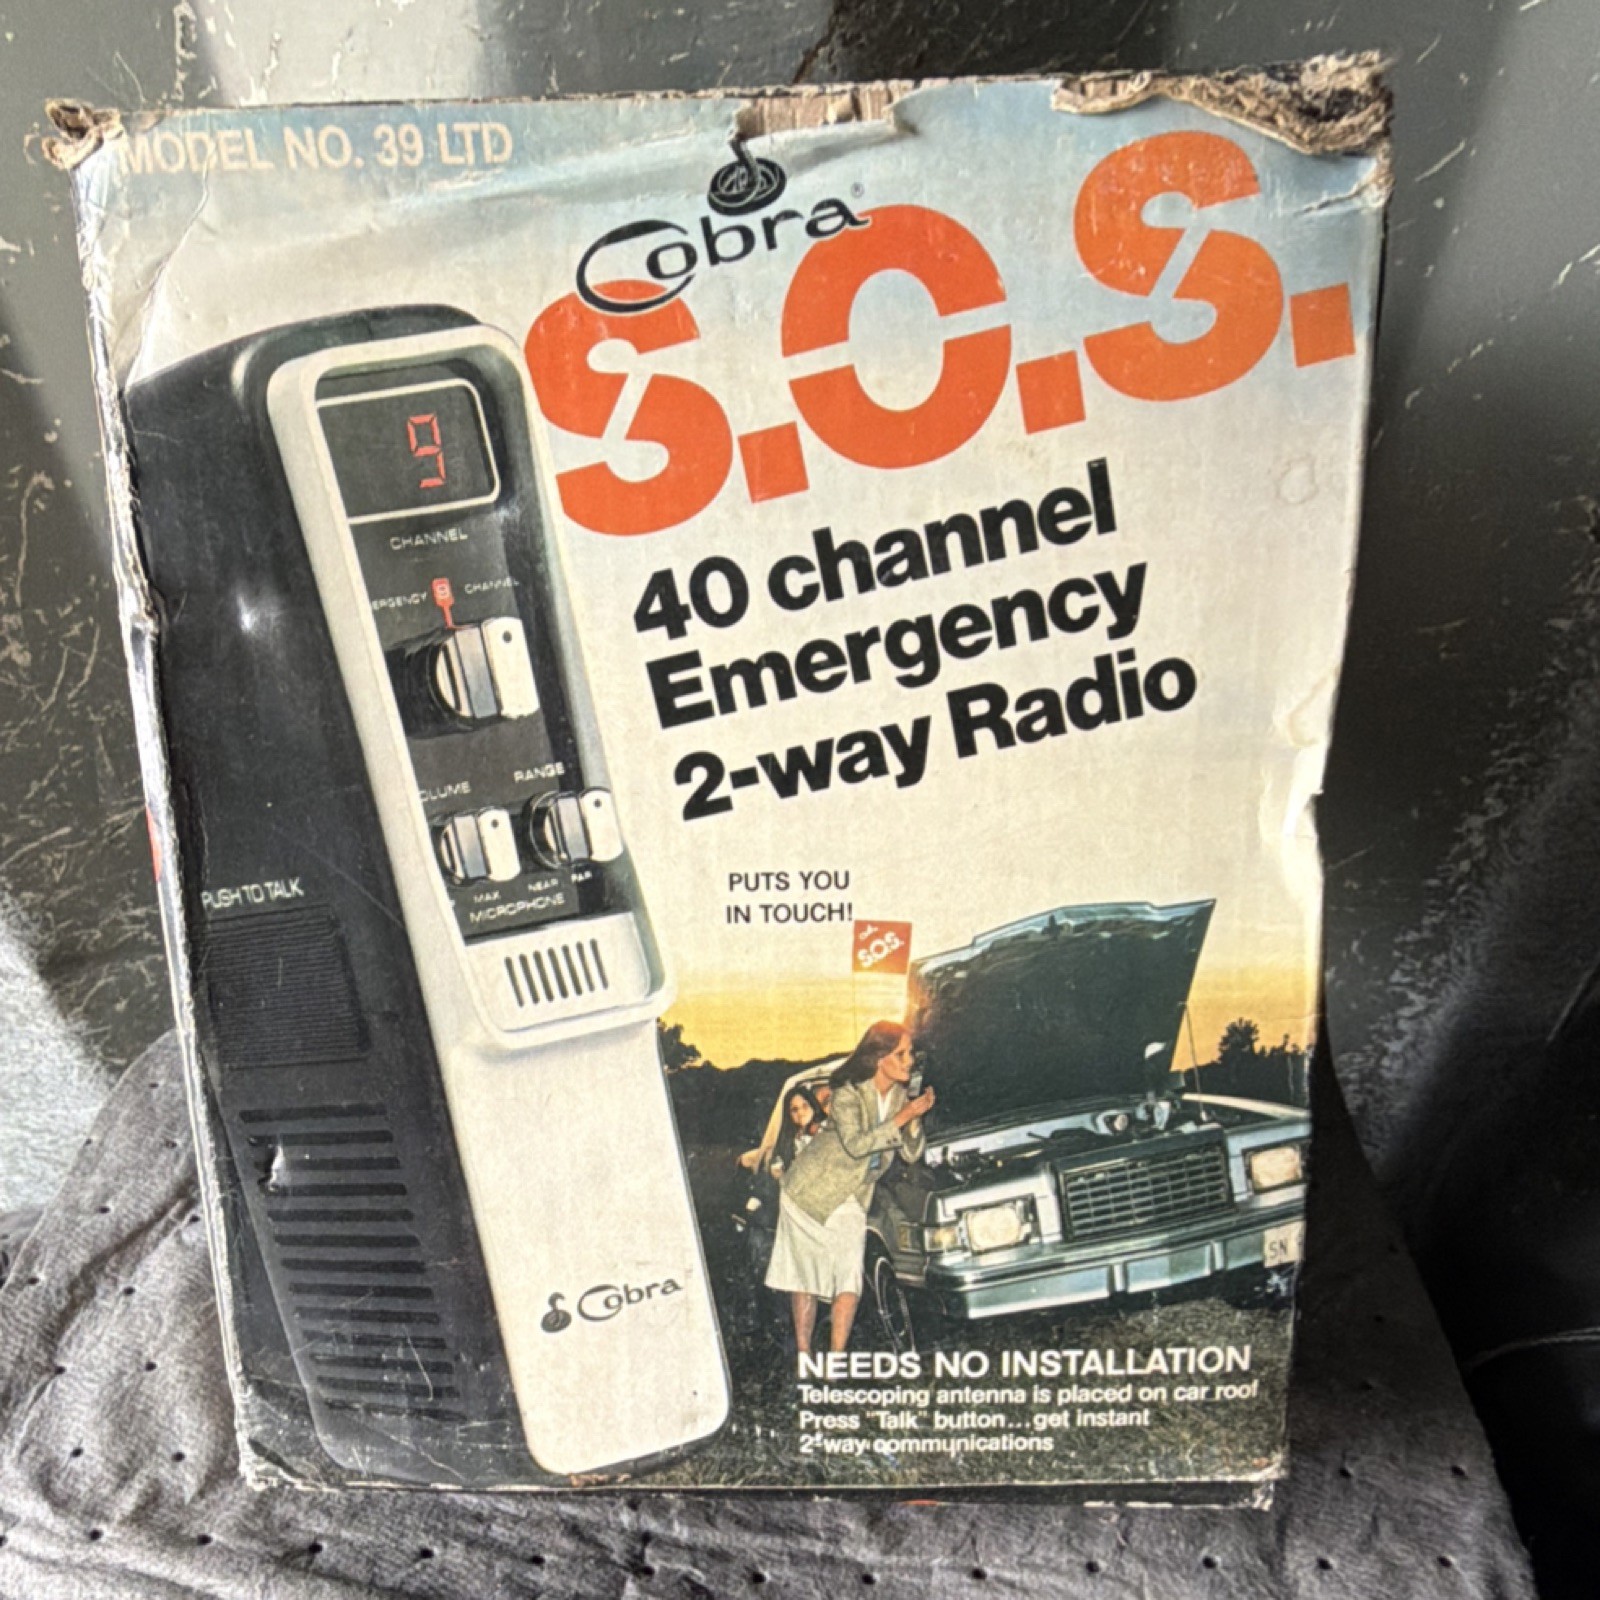 MODEL NO. 39 LTD
Cobra®
S.O.S.
40 channel
Emergency
2-way Radio
9
CHANNEL
9
CHANNEL
RANGE
NEAR FAR
MAX
MICROPHONE
PUSH TO TALK
Cobra
PUTS YOU
IN TOUCH!
S.O.S.
SN
NEEDS NO INSTALLATION
Telescoping antenna is placed on car roof
Press "Talk" button...get instant
2-way communications